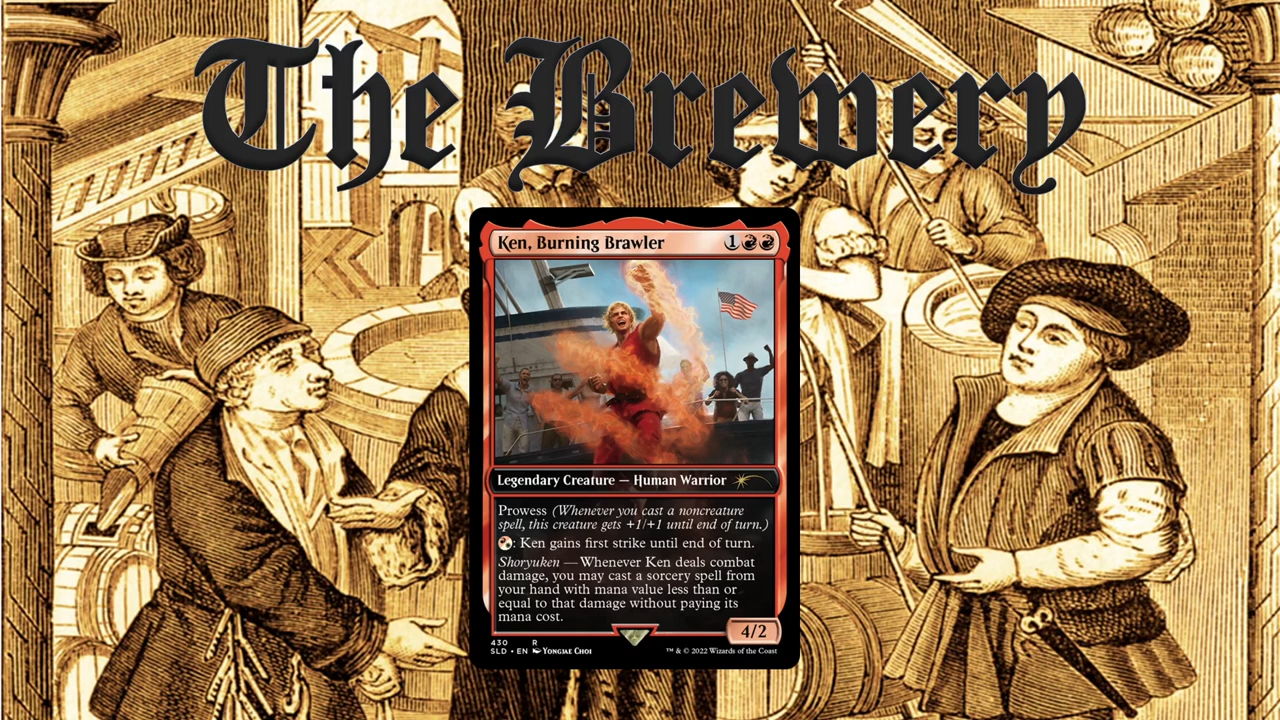 The Brewery
Ken, Burning Brawler 1
Legendary Creature — Human Warrior
Prowess (Whenever you cast a noncreature
spell, this creature gets +1/+1 until end of turn.)
: Ken gains first strike until end of turn.
Shoryuken — Whenever Ken deals combat
damage, you may cast a sorcery spell from
your hand with mana value less than or
equal to that damage without paying its
mana cost.
4/2
430 R
SLD • EN Yongjae Choi
™ & © 2022 Wizards of the Coast